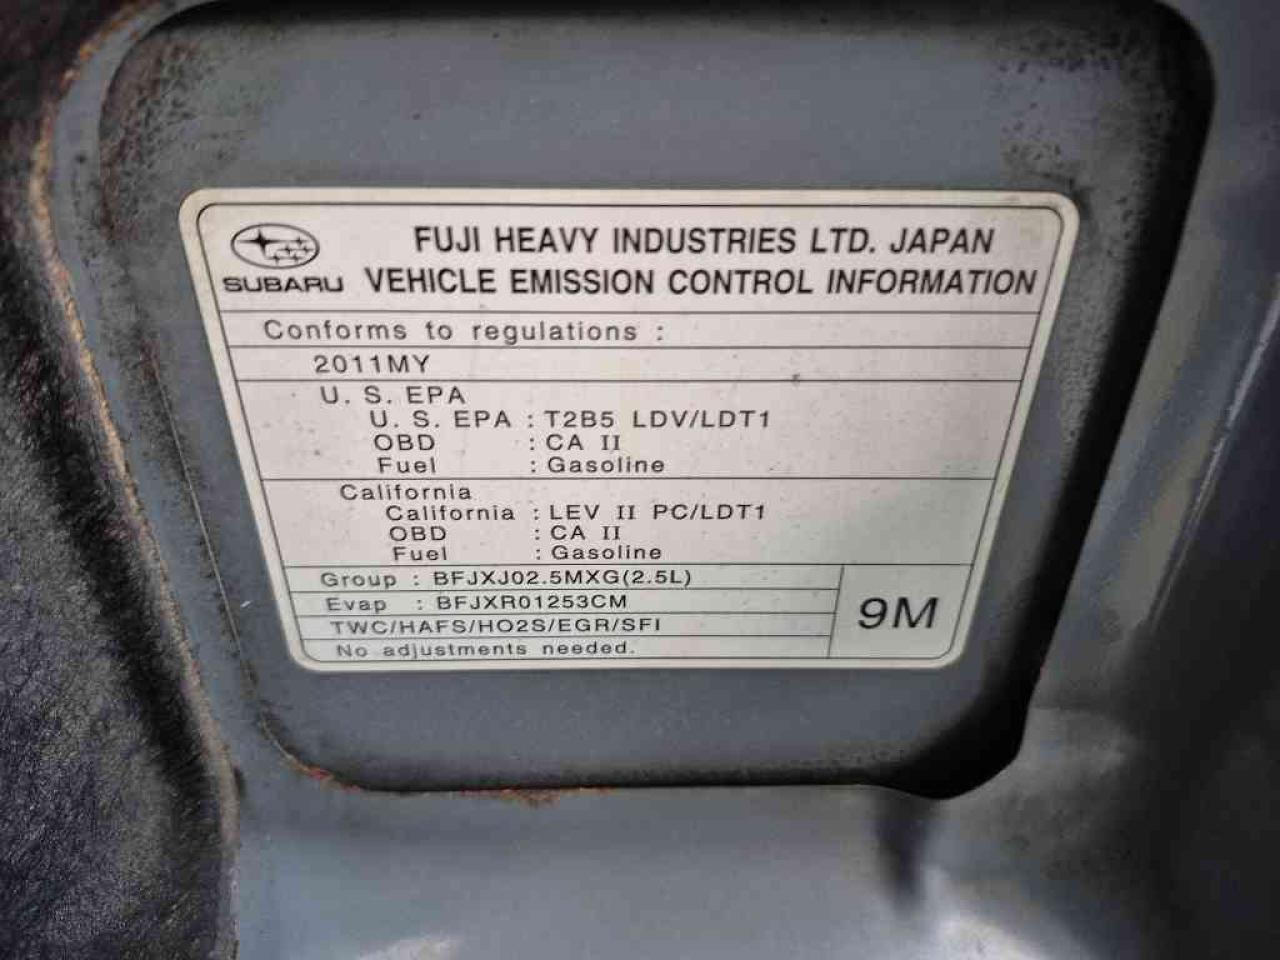 FUJI HEAVY INDUSTRIES LTD. JAPAN
SUBARU VEHICLE EMISSION CONTROL INFORMATION
Conforms to regulations :
2011MY
U. S. EPA
U. S. EPA : T2B5 LDV/LDT1
OBD : CA II
Fuel : Gasoline
California
California : LEV II PC/LDT1
OBD : CA II
Fuel : Gasoline
Group : BFJXJ02.5MXG(2.5L)
Evap : BFJXR01253CM
9M
TWC/HAFS/HO2S/EGR/SFI
No adjustments needed.